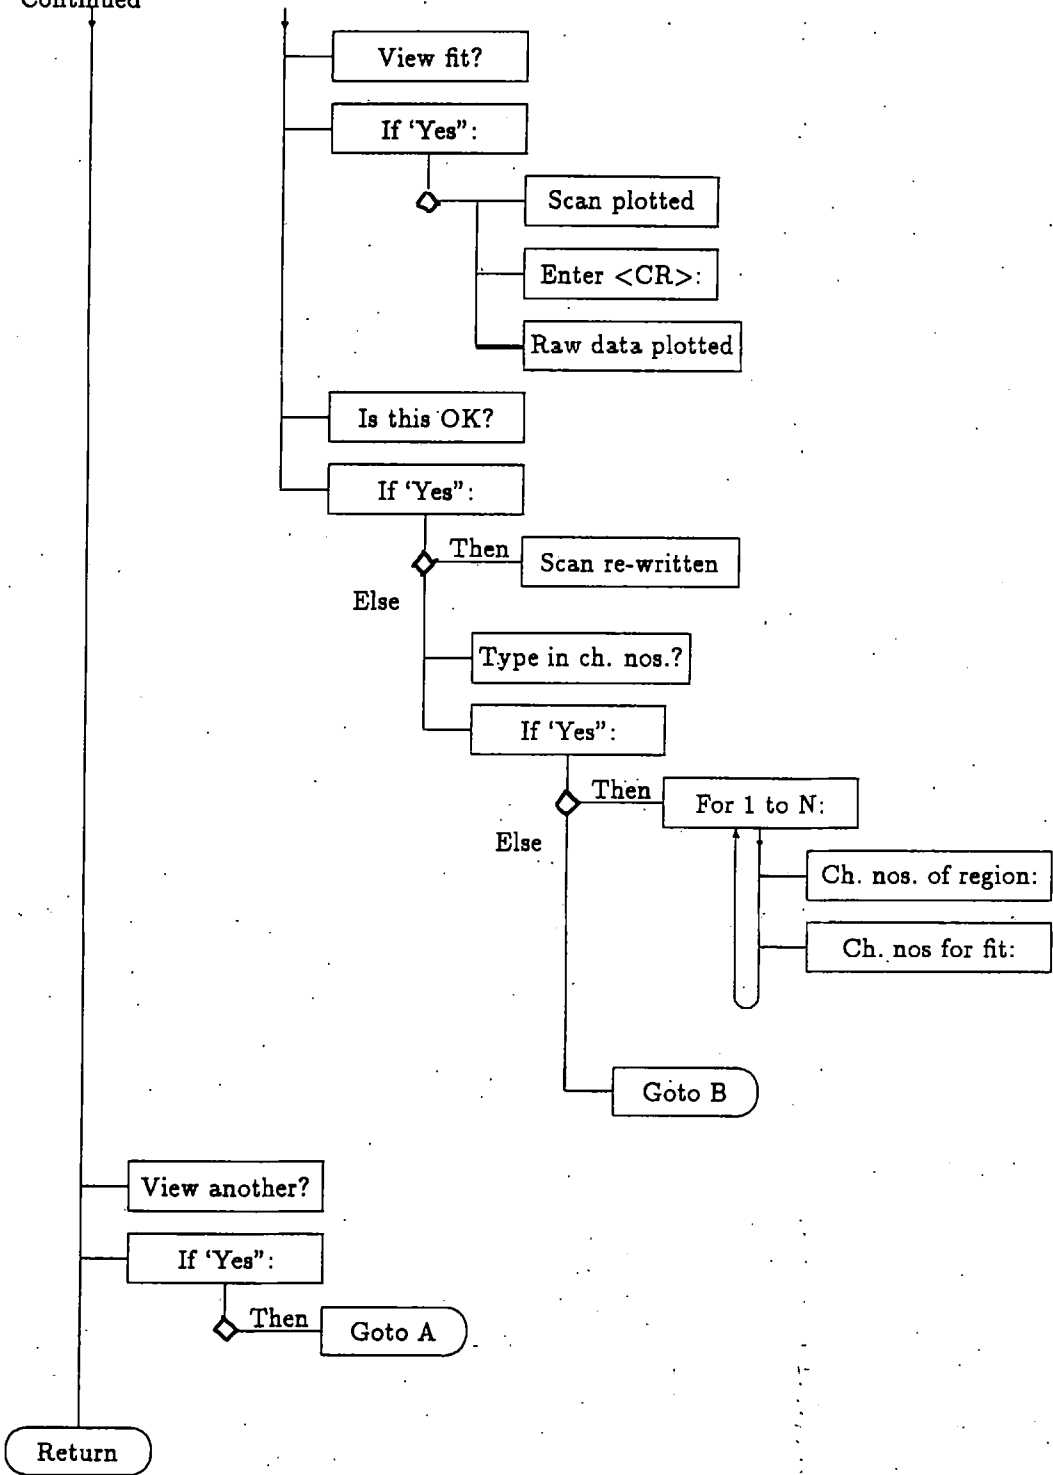 Continued
View fit?
If ‘Yes”:
Scan plotted
Enter <CR>:
Raw data plotted
Is this OK?
If ‘Yes”:
Then
Scan re-written
Else
Type in ch. nos.?
If ‘Yes”:
Then
For 1 to N:
Else
Ch. nos. of region:
Ch. nos for fit:
Goto B
View another?
If ‘Yes”:
Then
Goto A
Return